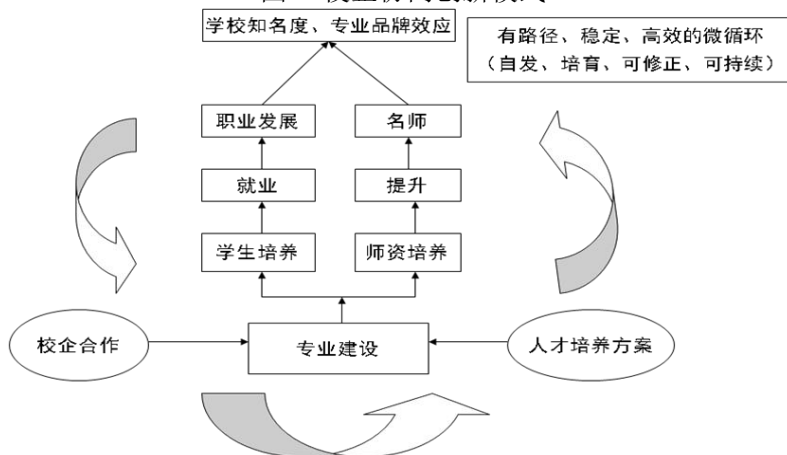 学校知名度、专业品牌效应
有路径、稳定、高效的微循环
（自发、培育、可修正、可持续）
职业发展
名师
就业
提升
学生培养
师资培养
校企合作
专业建设
人才培养方案